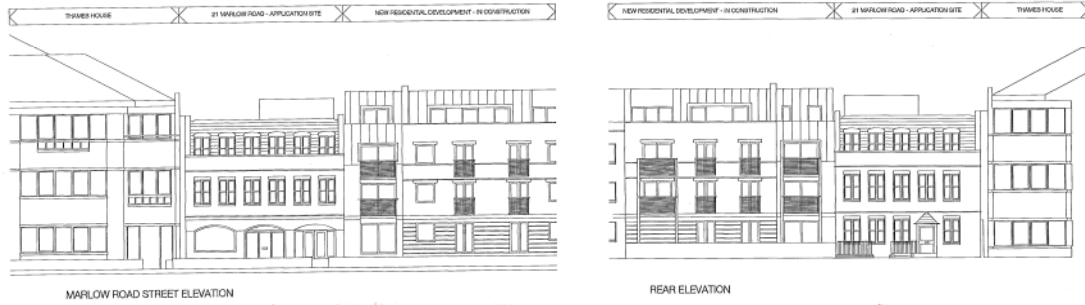 THAMES HOUSE
21 MARLOW ROAD - APPLICATION SITE
NEW RESIDENTIAL DEVELOPMENT - IN CONSTRUCTION
MARLOW ROAD STREET ELEVATION
NEW RESIDENTIAL DEVELOPMENT - IN CONSTRUCTION
21 MARLOW ROAD - APPLICATION SITE
THAMES HOUSE
REAR ELEVATION